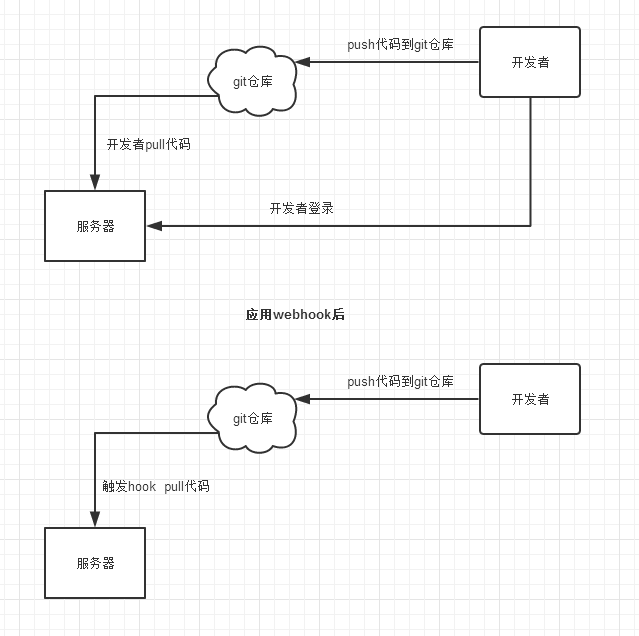 push代码到git仓库
开发者
git仓库
开发者pull代码
开发者登录
服务器
应用webhook后
push代码到git仓库
开发者
git仓库
触发hook pull代码
服务器